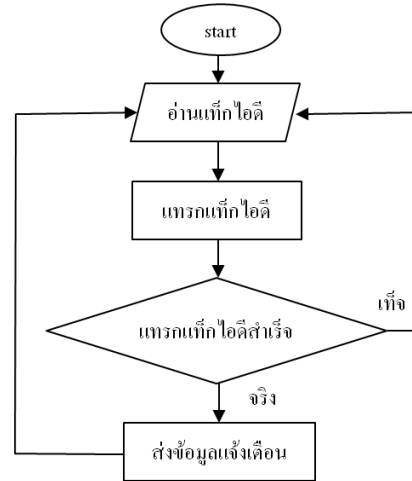 start
อ่านแท็กไอดี
แทรกแท็กไอดี
แทรกแท็กไอดีสำเร็จ
เท็จ
จริง
ส่งข้อมูลแจ้งเตือน